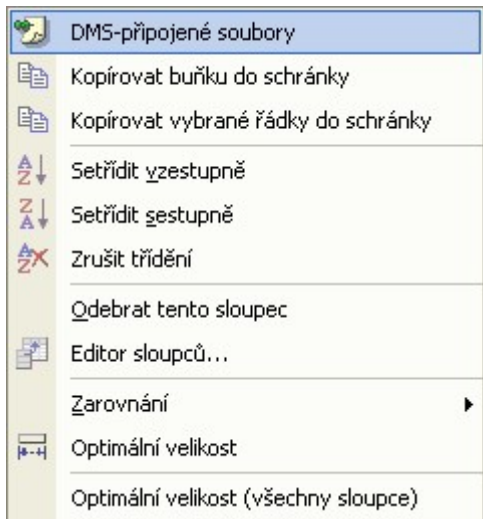 DMS-připojené soubory
Kopírovat buňku do schránky
Kopírovat vybrané řádky do schránky
Setřídit vzestupně
Setřídit sestupně
Zrušit třídění
Odebrat tento sloupec
Editor sloupců...
Zarovnání
Optimální velikost
Optimální velikost (všechny sloupce)